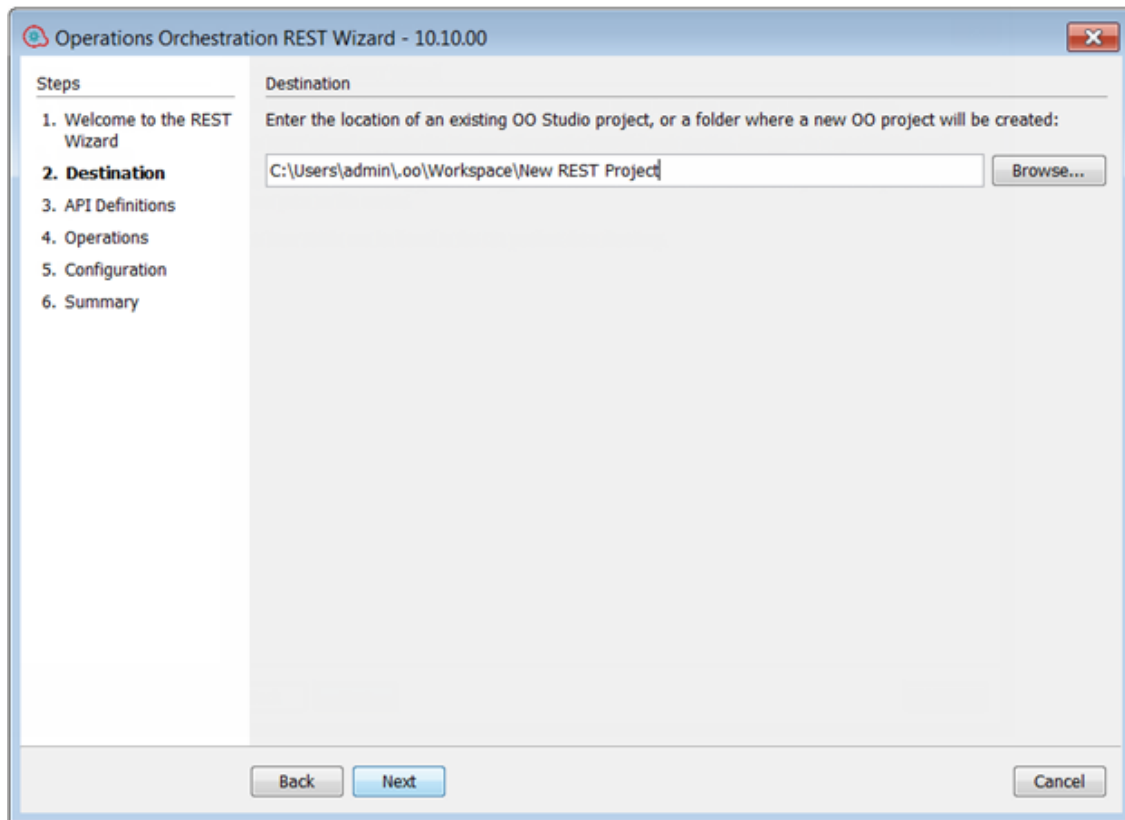 Operations Orchestration REST Wizard - 10.10.00
Steps
1. Welcome to the REST
Wizard
2. Destination
3. API Definitions
4. Operations
5. Configuration
6. Summary
Destination
Enter the location of an existing OO Studio project, or a folder where a new OO project will be created:
C:\Users\admin\.oo\Workspace\New REST Project
Browse...
Back
Next
Cancel